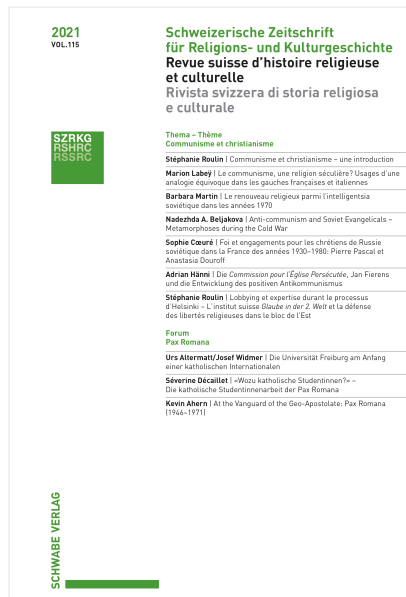 2021
VOL.115
Schweizerische Zeitschrift
für Religions- und Kulturgeschichte
Revue suisse d'histoire religieuse
et culturelle
Rivista svizzera di storia religiosa
e culturale
SZRKG
RSHRC
RSSRC
Thema – Thème
Communisme et christianisme
Stéphanie Roulin | Communisme et christianisme – une introduction
Marion Labeÿ | Le communisme, une religion séculière? Usages d'une
analogie équivoque dans les gauches françaises et italiennes
Barbara Martin | Le renouveau religieux parmi l'intelligentsia
soviétique dans les années 1970
Nadezhda A. Beljakova | Anti-communism and Soviet Evangelicals –
Metamorphoses during the Cold War
Sophie Cœuré | Foi et engagements pour les chrétiens de Russie
soviétique dans la France des années 1930–1980: Pierre Pascal et
Anastasia Douroff
Adrian Hänni | Die Commission pour l'Église Persécutée, Jan Fierens
und die Entwicklung des positiven Antikommunismus
Stéphanie Roulin | Lobbying et expertise durant le processus
d'Helsinki – L'institut suisse Glaube in der 2. Welt et la défense
des libertés religieuses dans le bloc de l'Est
Forum
Pax Romana
Urs Altermatt/Josef Widmer | Die Universität Freiburg am Anfang
einer katholischen Internationalen
Séverine Décaillet | «Wozu katholische Studentinnen?» –
Die katholische Studentinnenarbeit der Pax Romana
Kevin Ahern | At the Vanguard of the Geo-Apostolate: Pax Romana
(1946–1971)
SCHWABE VERLAG